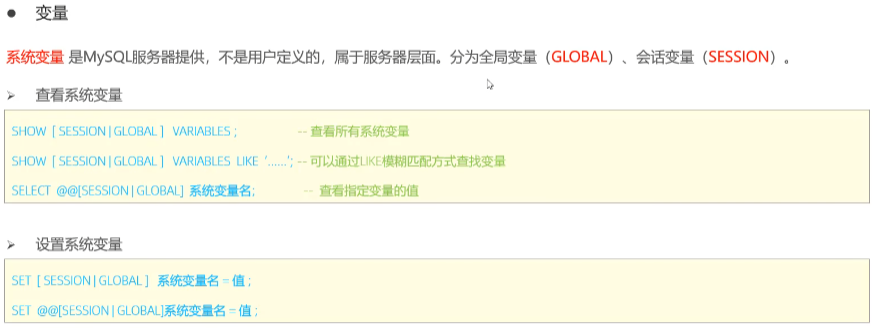 ● 变量
系统变量 是MySQL服务器提供，不是用户定义的，属于服务器层面。分为全局变量（GLOBAL）、会话变量（SESSION）。
➢ 查看系统变量
SHOW [ SESSION | GLOBAL ] VARIABLES ; -- 查看所有系统变量
SHOW [ SESSION | GLOBAL ] VARIABLES LIKE '......'; -- 可以通过LIKE模糊匹配方式查找变量
SELECT @@[SESSION | GLOBAL] 系统变量名; -- 查看指定变量的值
➢ 设置系统变量
SET [ SESSION | GLOBAL ] 系统变量名 = 值 ;
SET @@[SESSION | GLOBAL]系统变量名 = 值 ;